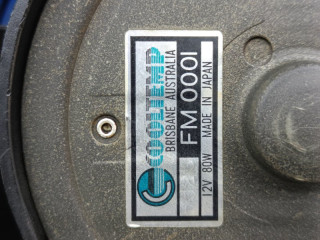 COOLTEMP
BRISBANE AUSTRALIA
FM 0001
12V 80W MADE IN JAPAN